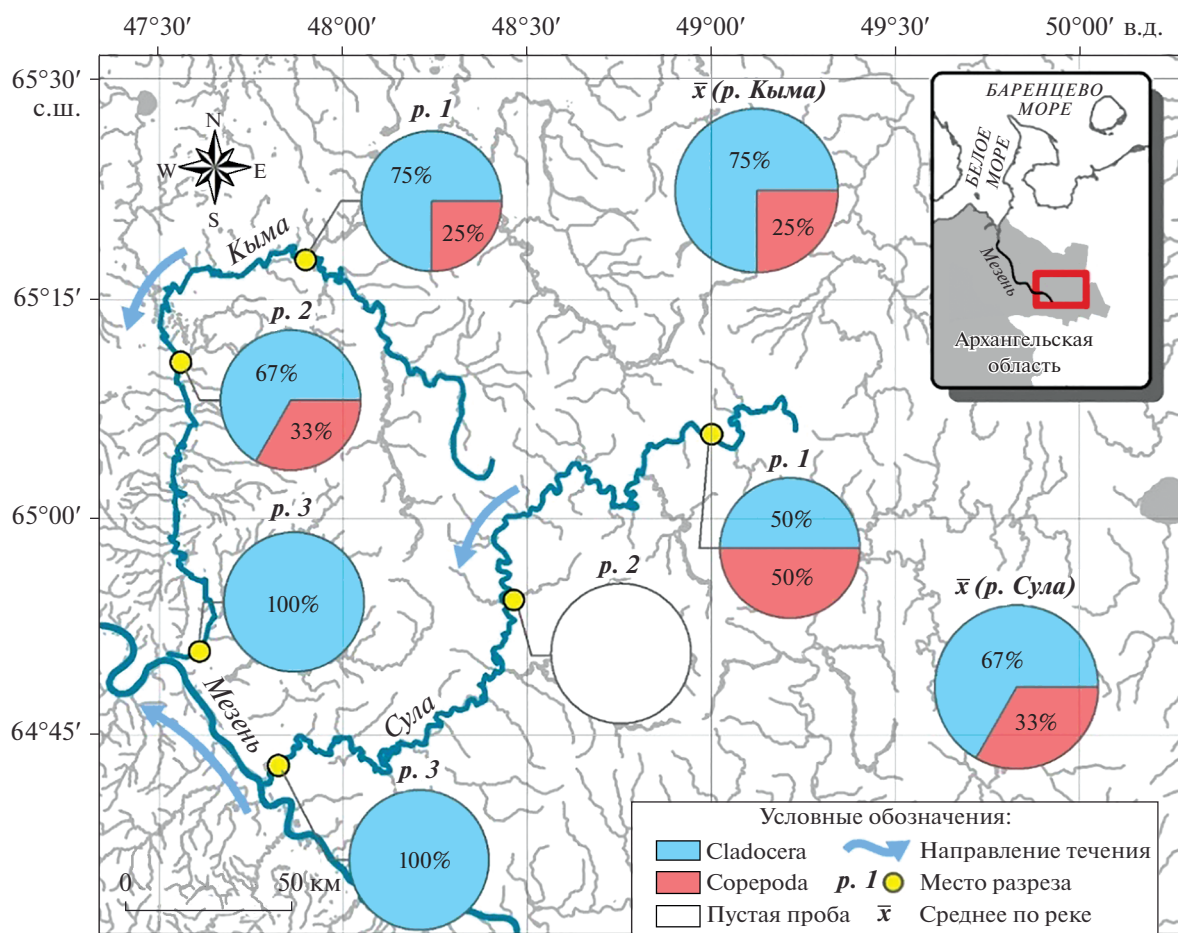 47°30′ 48°00′ 48°30′ 49°00′ 49°30′ 50°00′ в.д.
65°30′
с.ш.
65°15′
65°00′
64°45′
N
W E
S
р. 1
75%
25%
x̄ (р. Кыма)
75%
25%
БАРЕНЦЕВО
МОРЕ
БЕЛОЕ
МОРЕ
Мезень
Архангельская
область
Кыма
р. 2
67%
33%
р. 3
100%
р. 1
50%
50%
р. 2
x̄ (р. Сула)
67%
33%
Мезень
Сула
р. 3
100%
0 50 км
Условные обозначения:
Cladocera
Направление течения
Copepoda
р. 1 Место разреза
Пустая проба
x̄ Среднее по реке